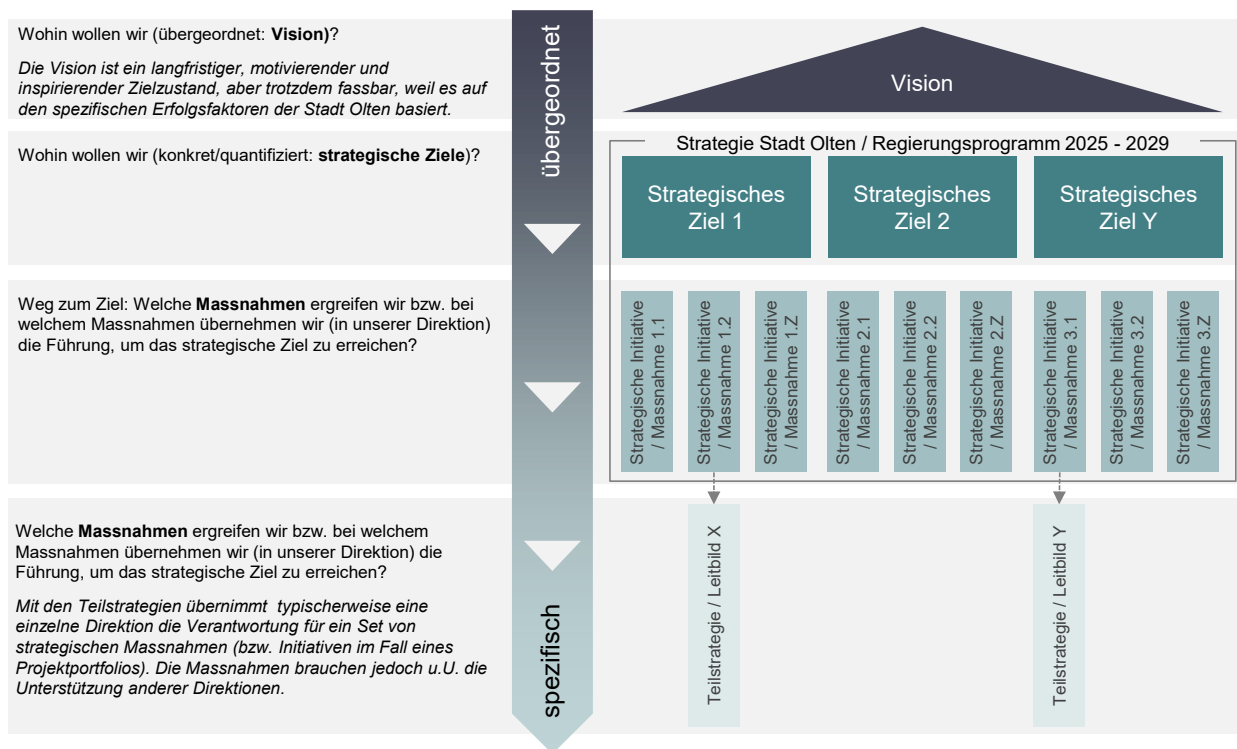 Wohin wollen wir (übergeordnet: Vision)?
Die Vision ist ein langfristiger, motivierender und
inspirierender Zielzustand, aber trotzdem fassbar, weil es auf
den spezifischen Erfolgsfaktoren der Stadt Olten basiert.
übergeordnet
Vision
Wohin wollen wir (konkret/quantifiziert: strategische Ziele)?
Strategie Stadt Olten / Regierungsprogramm 2025 - 2029
Strategisches
Ziel 1
Strategisches
Ziel 2
Strategisches
Ziel Y
Weg zum Ziel: Welche Massnahmen ergreifen wir bzw. bei
welchem Massnahmen übernehmen wir (in unserer Direktion)
die Führung, um das strategische Ziel zu erreichen?
Strategische Initiative
/ Massnahme 1.1
Strategische Initiative
/ Massnahme 1.2
Strategische Initiative
/ Massnahme 1.Z
Strategische Initiative
/ Massnahme 2.1
Strategische Initiative
/ Massnahme 2.2
Strategische Initiative
/ Massnahme 2.Z
Strategische Initiative
/ Massnahme 3.1
Strategische Initiative
/ Massnahme 3.2
Strategische Initiative
/ Massnahme 3.Z
Welche Massnahmen ergreifen wir bzw. bei welchem
Massnahmen übernehmen wir (in unserer Direktion) die
Führung, um das strategische Ziel zu erreichen?
Mit den Teilstrategien übernimmt typischerweise eine
einzelne Direktion die Verantwortung für ein Set von
strategischen Massnahmen (bzw. Initiativen im Fall eines
Projektportfolios). Die Massnahmen brauchen jedoch u.U. die
Unterstützung anderer Direktionen.
spezifisch
Teilstrategie / Leitbild X
Teilstrategie / Leitbild Y